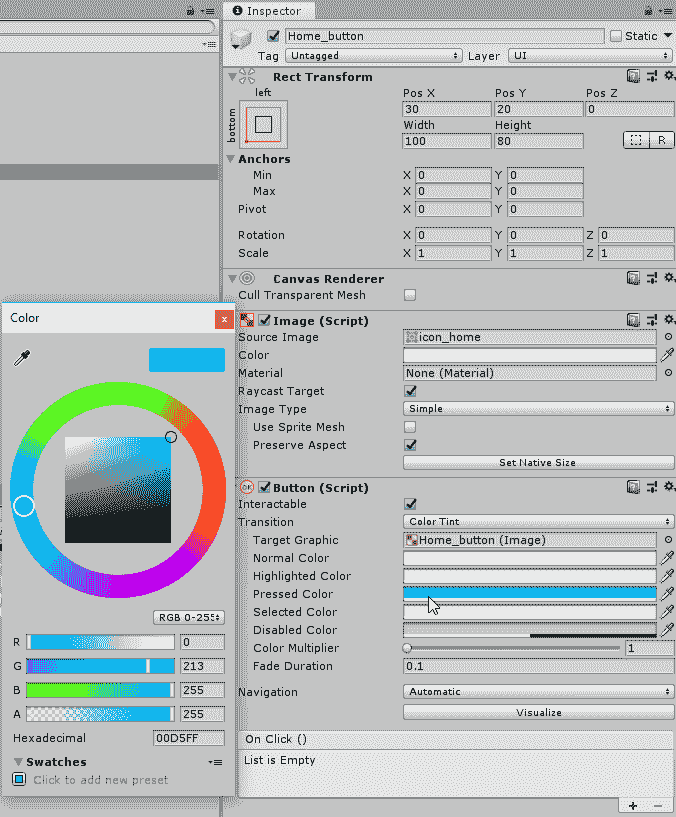 Inspector
Home_button
Static
Tag Untagged Layer UI
Rect Transform
left
bottom
Pos X Pos Y Pos Z
30 20 0
Width Height
100 80
R
Anchors
Min X 0 Y 0
Max X 0 Y 0
Pivot X 0 Y 0
Rotation X 0 Y 0 Z 0
Scale X 1 Y 1 Z 1
Canvas Renderer
Cull Transparent Mesh
Image (Script)
Source Image icon_home
Color
Material None (Material)
Raycast Target
Image Type Simple
Use Sprite Mesh
Preserve Aspect
Set Native Size
OK Button (Script)
Interactable
Transition Color Tint
Target Graphic Home_button (Image)
Normal Color
Highlighted Color
Pressed Color
Selected Color
Disabled Color
Color Multiplier 1
Fade Duration 0.1
Navigation Automatic
Visualize
On Click ()
List is Empty
Color
x
RGB 0-255
R 0
G 213
B 255
A 255
Hexadecimal 00D5FF
Swatches
Click to add new preset